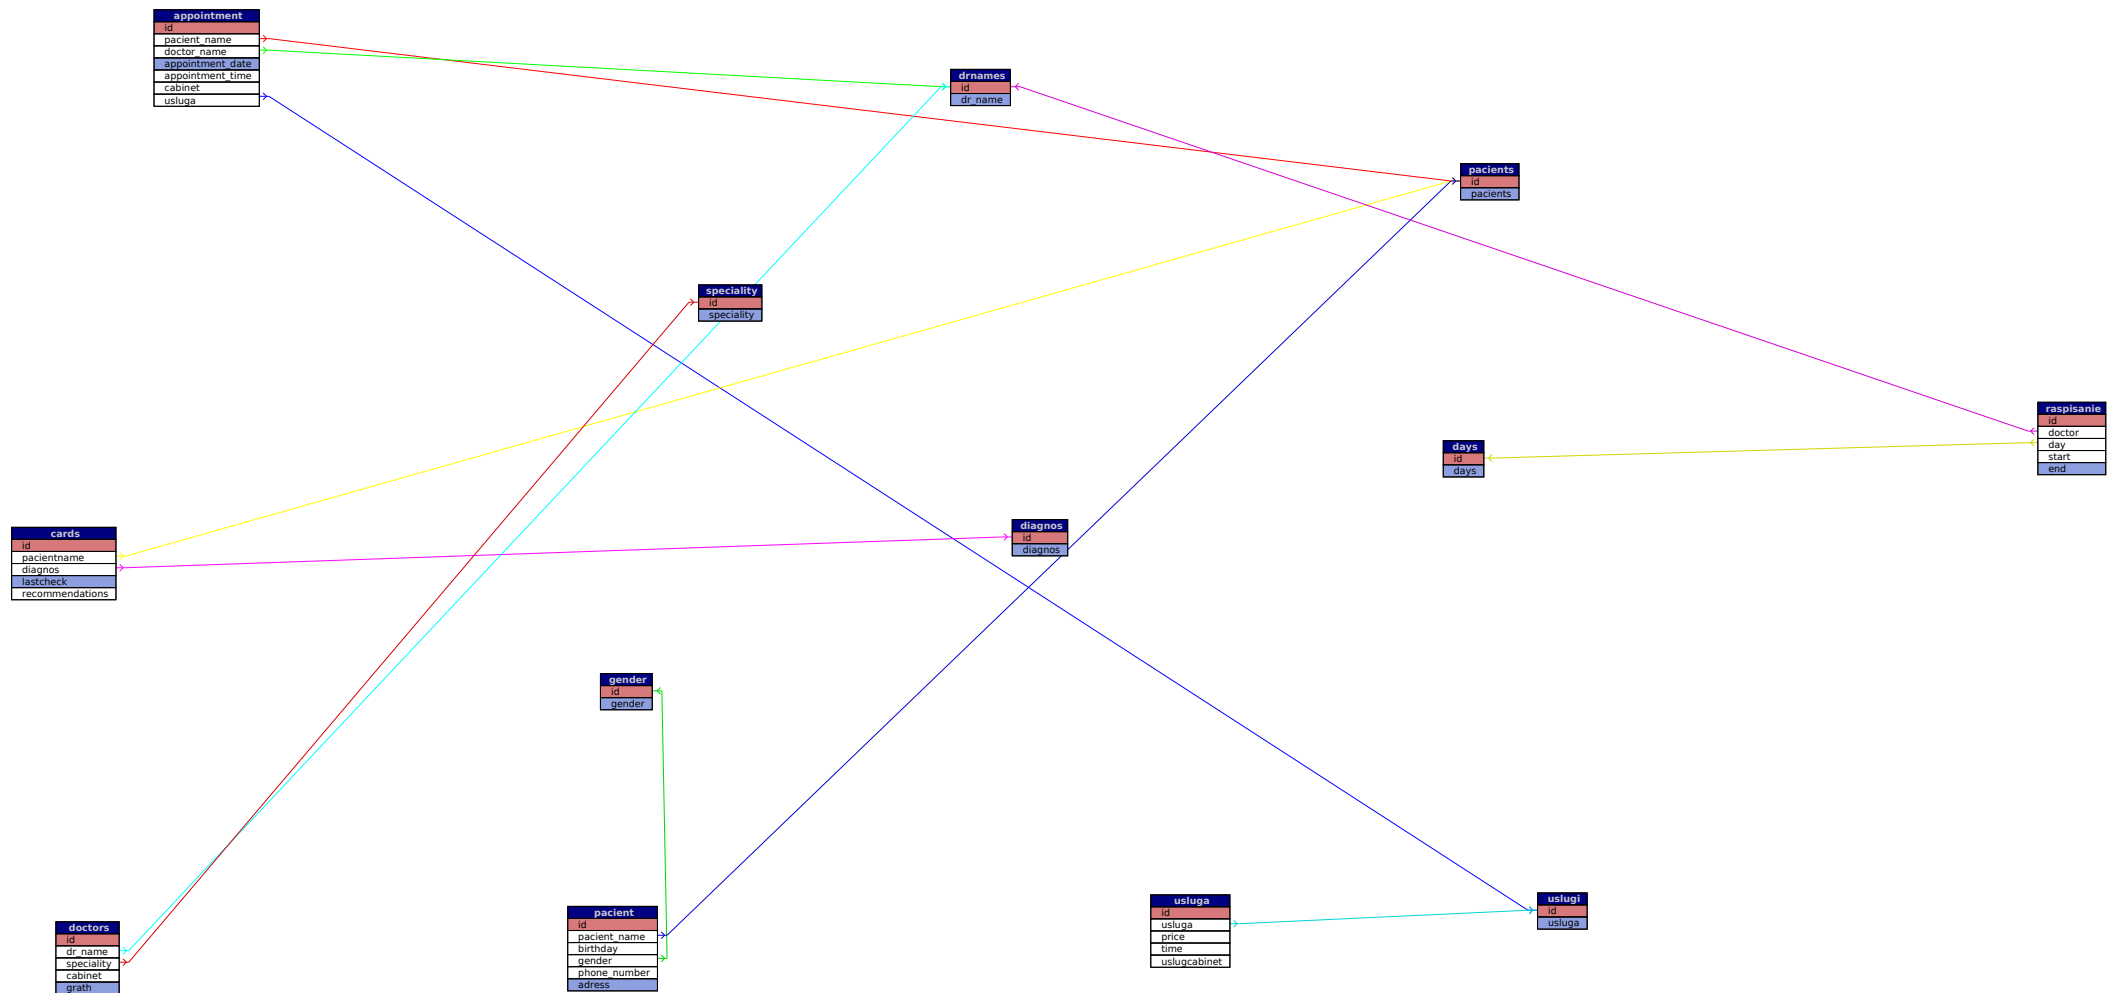 appointment
id
pacient_name
doctor_name
appointment_date
appointment_time
cabinet
usluga
drnames
id
dr_name
pacients
id
pacients
speciality
id
speciality
raspisanie
id
doctor
day
start
end
days
id
days
cards
id
pacientname
diagnos
lastcheck
recommendations
diagnos
id
diagnos
gender
id
gender
doctors
id
dr_name
speciality
cabinet
grath
pacient
id
pacient_name
birthday
gender
phone_number
adress
usluga
id
usluga
price
time
uslugcabinet
uslugi
id
usluga